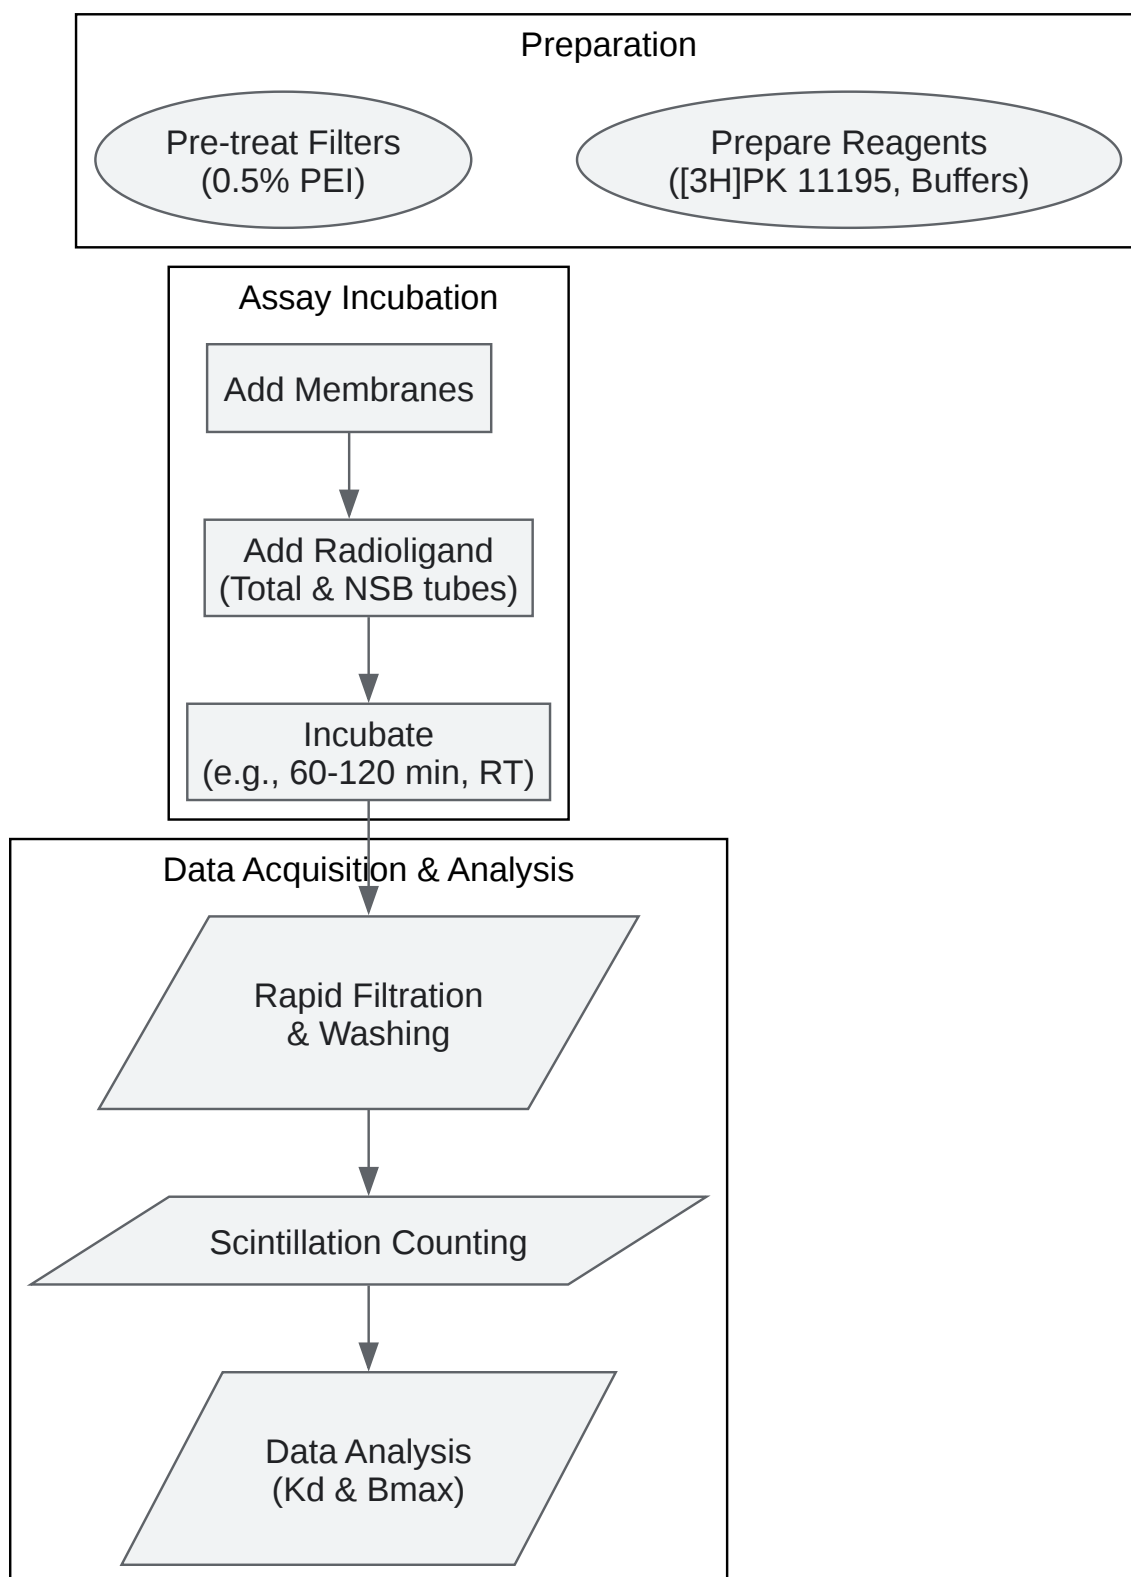 Preparation
Pre-treat Filters
(0.5% PEI)
Prepare Reagents
([3H]PK 11195, Buffers)
Assay Incubation
Add Membranes
Add Radioligand
(Total & NSB tubes)
Incubate
(e.g., 60-120 min, RT)
Data Acquisition & Analysis
Rapid Filtration
& Washing
Scintillation Counting
Data Analysis
(Kd & Bmax)